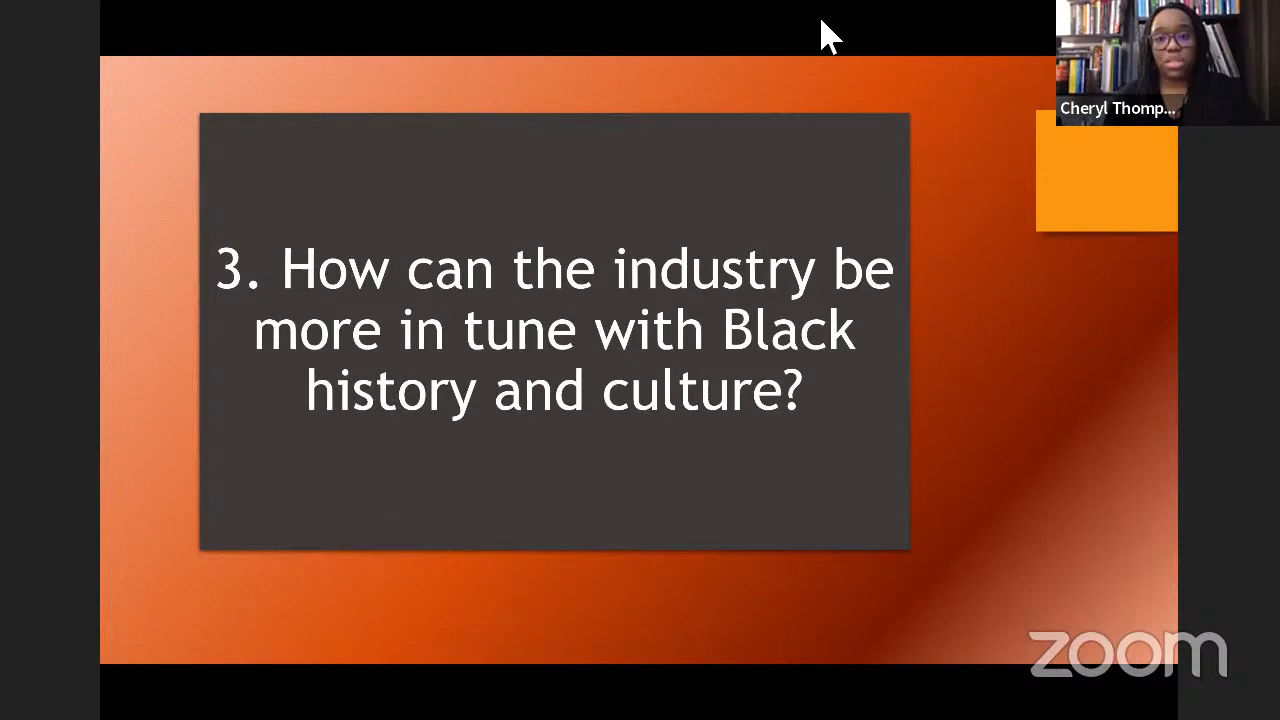 Cheryl Thomp...
3. How can the industry be
more in tune with Black
history and culture?
zoom